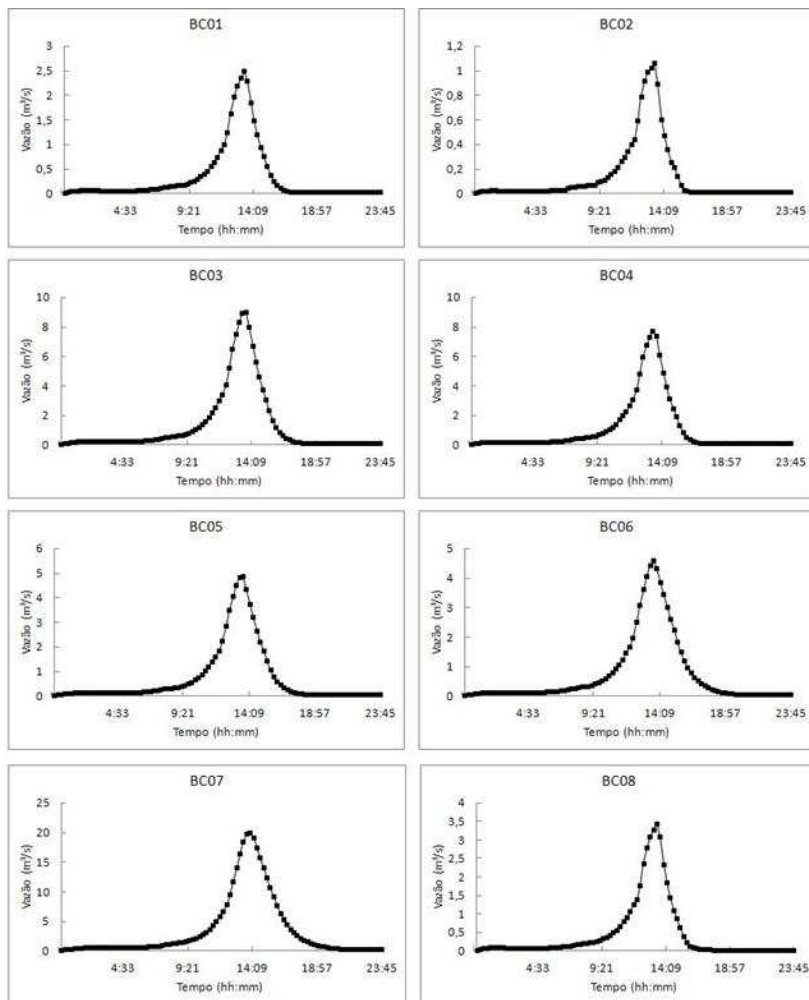 BC01
Vazão (m³/s)
3
2,5
2
1,5
1
0,5
0
4:33 9:21 14:09 18:57 23:45
Tempo (hh:mm)
BC02
Vazão (m³/s)
1,2
1
0,8
0,6
0,4
0,2
0
4:33 9:21 14:09 18:57 23:45
Tempo (hh:mm)
BC03
Vazão (m³/s)
10
8
6
4
2
0
4:33 9:21 14:09 18:57 23:45
Tempo (hh:mm)
BC04
Vazão (m³/s)
10
8
6
4
2
0
4:33 9:21 14:09 18:57 23:45
Tempo (hh:mm)
BC05
Vazão (m³/s)
6
5
4
3
2
1
0
4:33 9:21 14:09 18:57 23:45
Tempo (hh:mm)
BC06
Vazão (m³/s)
5
4
3
2
1
0
4:33 9:21 14:09 18:57 23:45
Tempo (hh:mm)
BC07
Vazão (m³/s)
25
20
15
10
5
0
4:33 9:21 14:09 18:57 23:45
Tempo (hh:mm)
BC08
Vazão (m³/s)
4
3,5
3
2,5
2
1,5
1
0,5
0
4:33 9:21 14:09 18:57 23:45
Tempo (hh:mm)